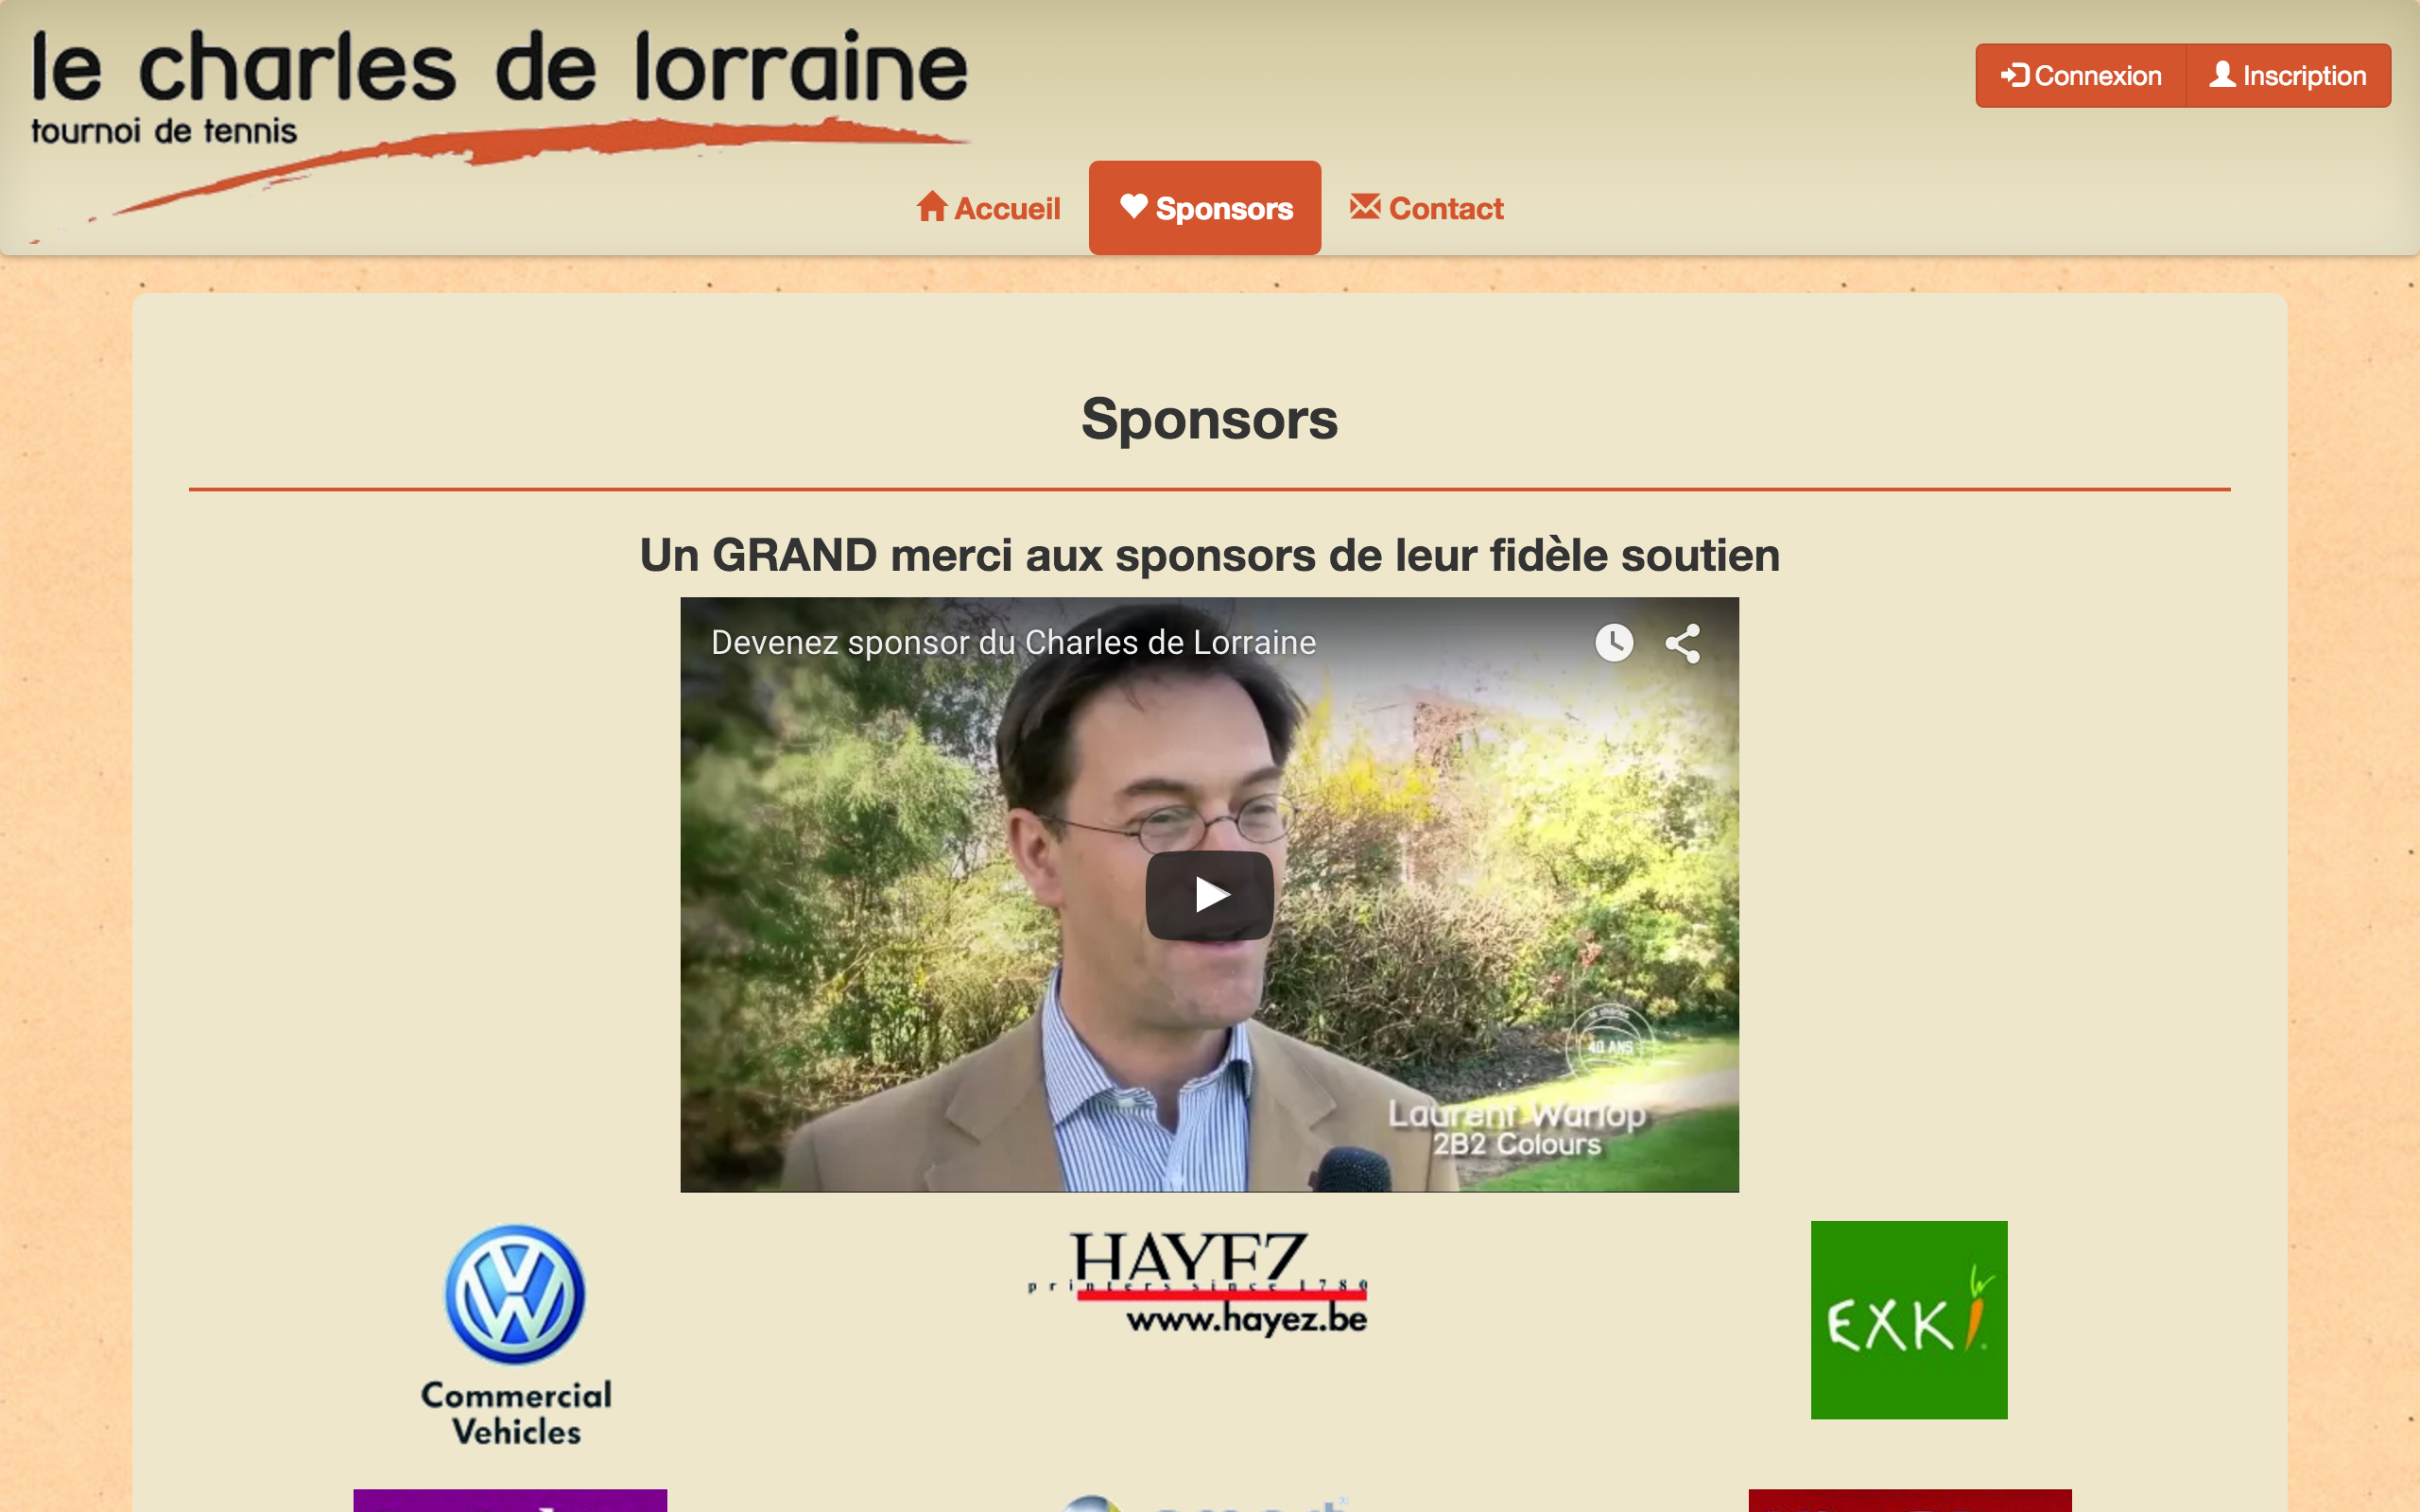 le charles de lorraine
tournoi de tennis
Connexion
Inscription
Accueil
Sponsors
Contact
Sponsors
Un GRAND merci aux sponsors de leur fidèle soutien
Devenez sponsor du Charles de Lorraine
40 ANS
Laurent Warlop
2B2 Colours
HAYEZ
printers since 1780
www.hayez.be
EXKi
Commercial
Vehicles